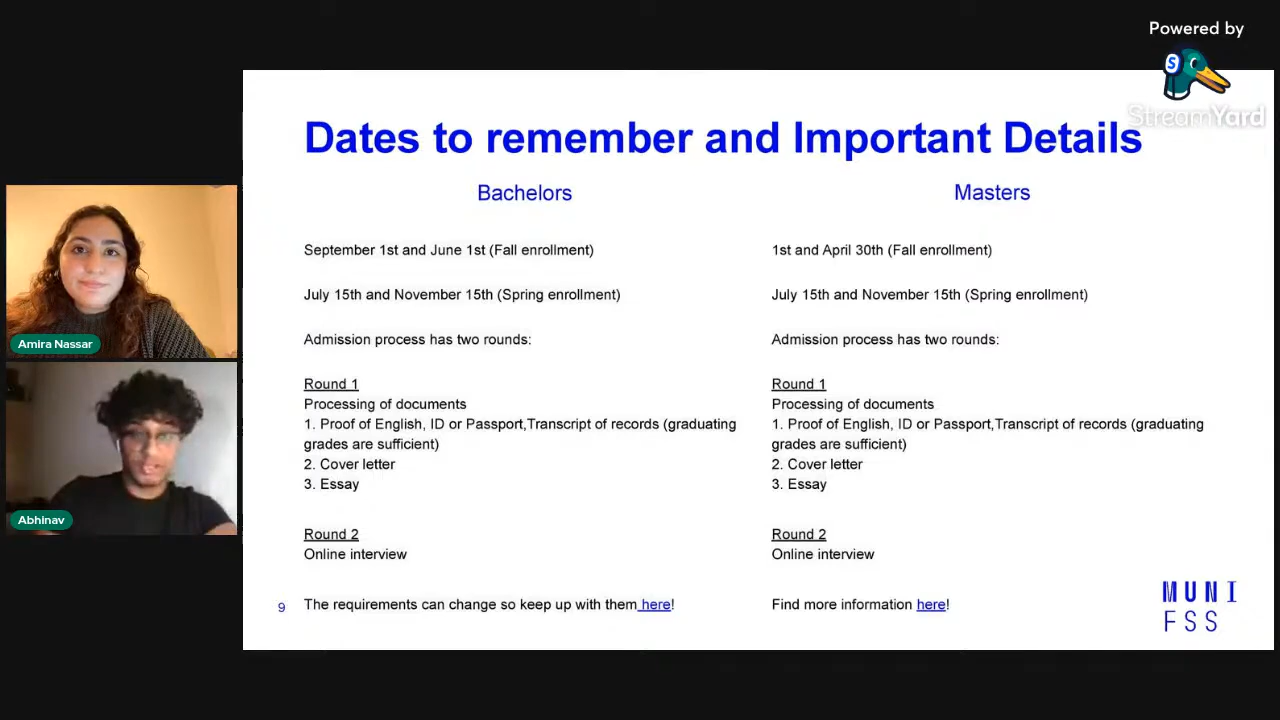 Powered by
StreamYard
Dates to remember and Important Details
Bachelors
September 1st and June 1st (Fall enrollment)
July 15th and November 15th (Spring enrollment)
Admission process has two rounds:
Round 1
Processing of documents
1. Proof of English, ID or Passport,Transcript of records (graduating
grades are sufficient)
2. Cover letter
3. Essay
Round 2
Online interview
The requirements can change so keep up with them here!
Masters
1st and April 30th (Fall enrollment)
July 15th and November 15th (Spring enrollment)
Admission process has two rounds:
Round 1
Processing of documents
1. Proof of English, ID or Passport,Transcript of records (graduating
grades are sufficient)
2. Cover letter
3. Essay
Round 2
Online interview
Find more information here!
9
MUNI
FSS
Amira Nassar
Abhinav